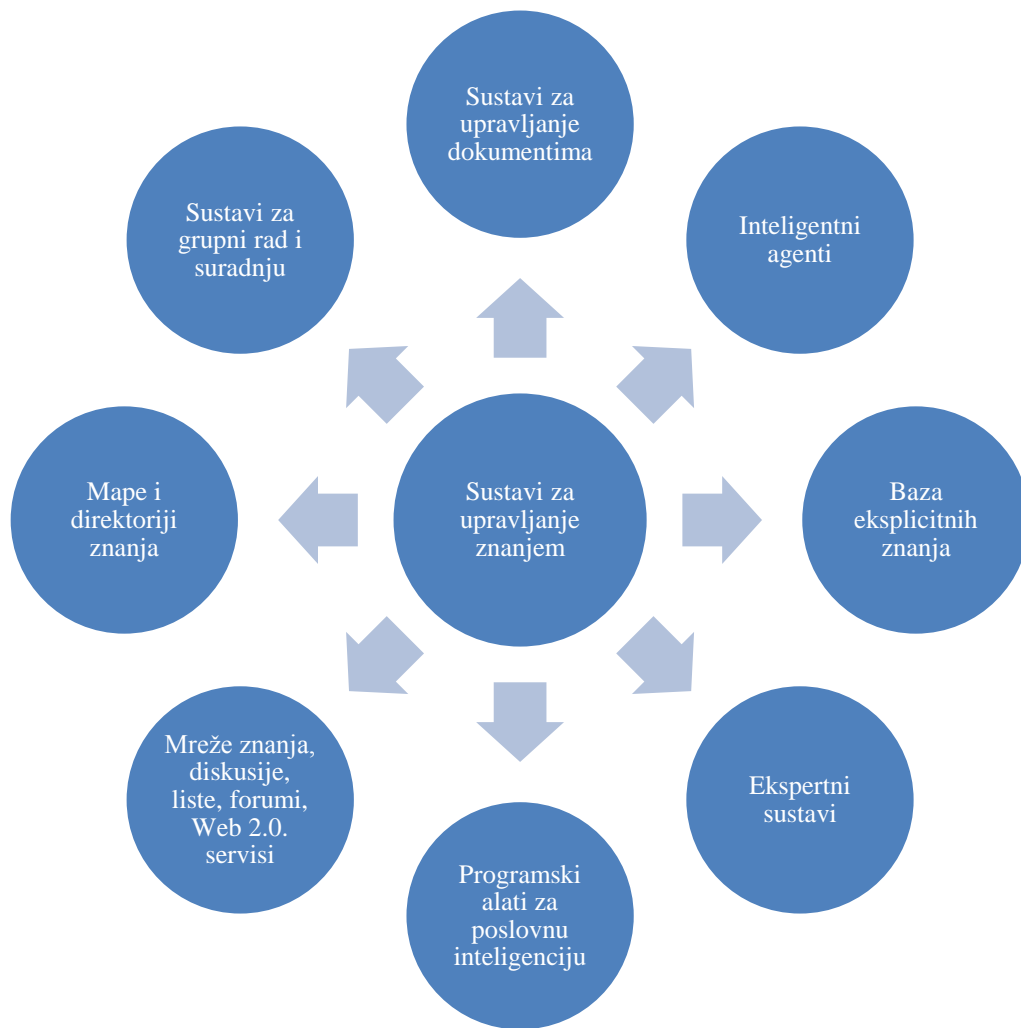 Sustavi za
upravljanje
dokumentima
Inteligentni
agenti
Baza
eksplicitnih
znanja
Ekspertni
sustavi
Programski
alati za
poslovnu
inteligenciju
Mreže znanja,
diskusije,
liste, forumi,
Web 2.0.
servisi
Mape i
direktoriji
znanja
Sustavi za
grupni rad i
suradnju
Sustavi za
upravljanje
znanjem